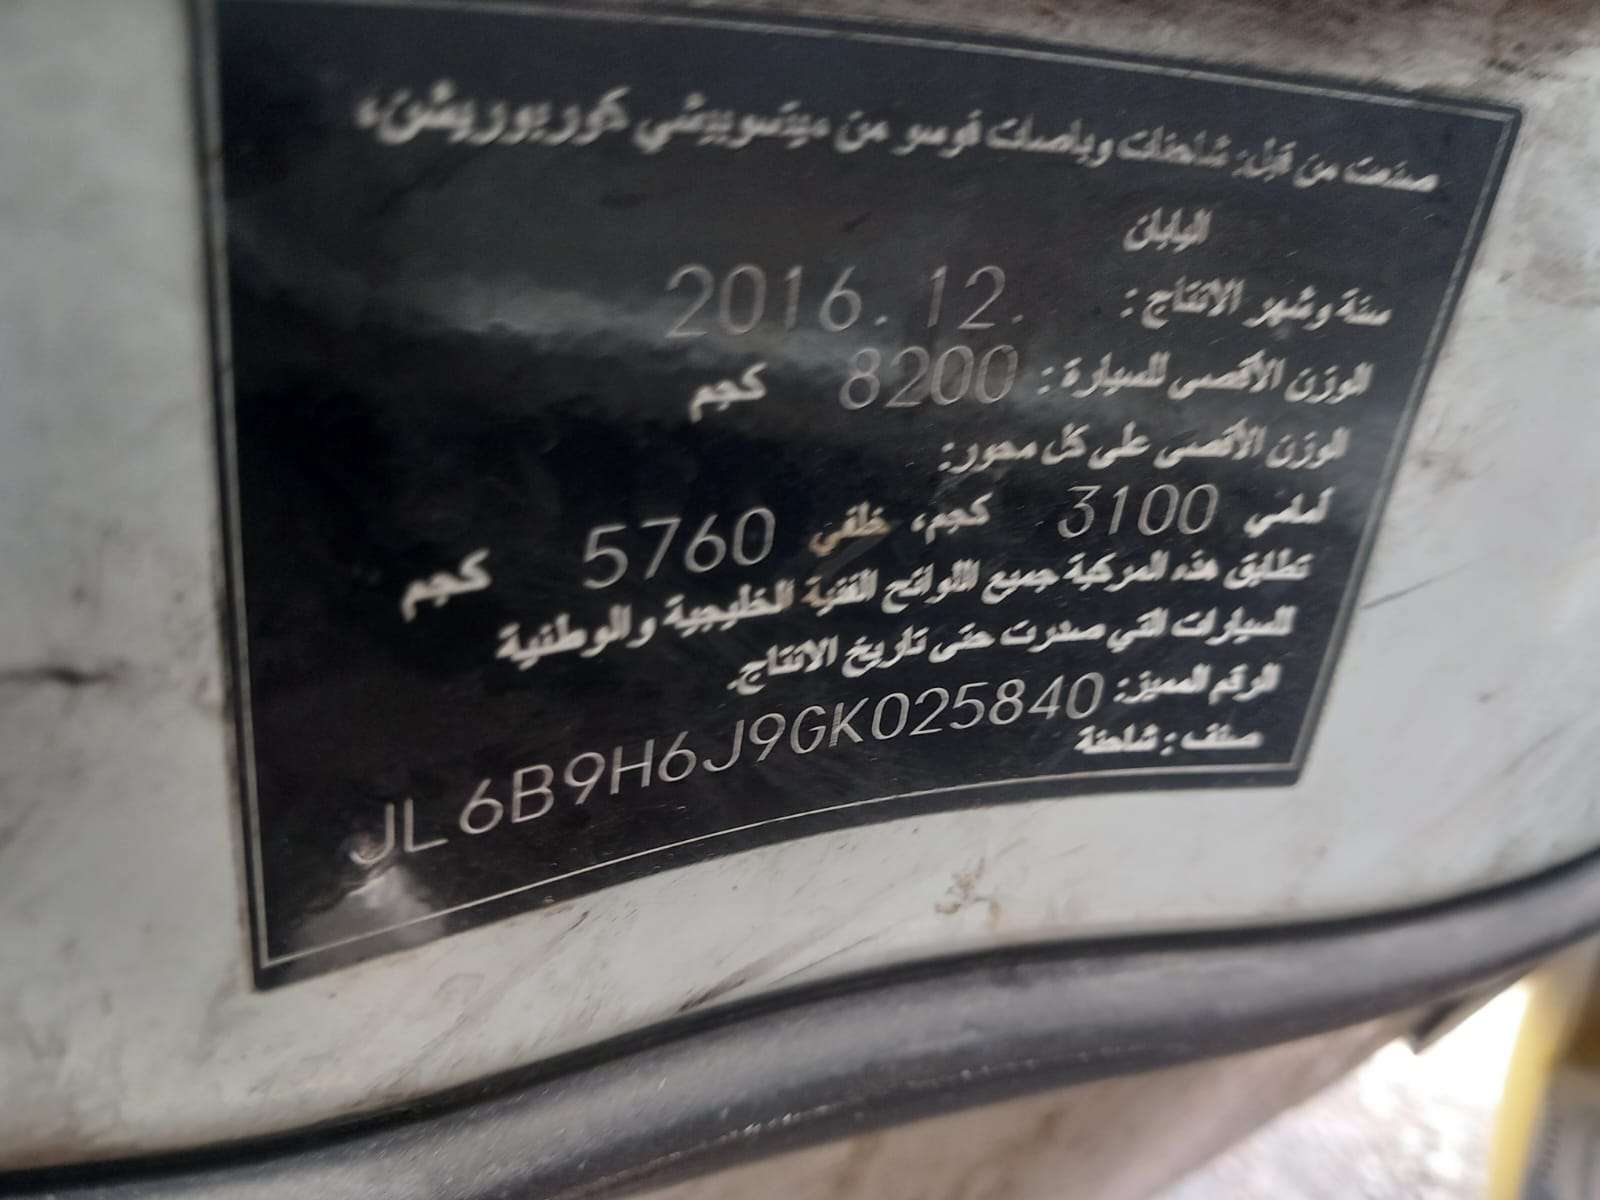 صنعت من قبل: شاحنات وباصات فوسو من ميتسوبيشي كوربوريشن،
اليابان
سنة وشهر الانتاج : 2016.12.
الوزن الأقصى للسيارة : 8200 كجم
الوزن الأقصى على كل محور:
أمامي 3100 كجم، خلفي 5760 كجم
تطابق هذه المركبة جميع اللوائح الفنية الخليجية والوطنية
للسيارات التي صدرت حتى تاريخ الانتاج.
الرقم المميز: JL6B9H6J9GK025840
صنف : شاحنة